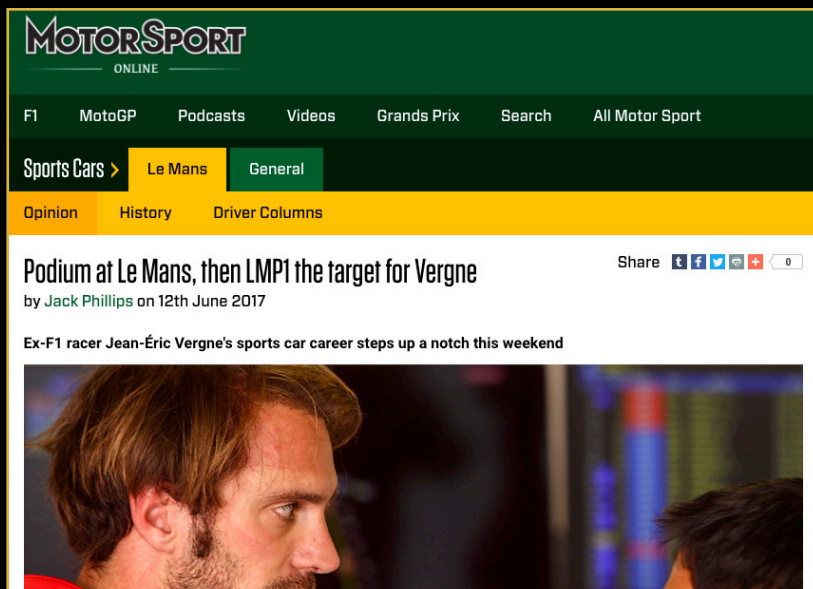 MOTORSPORT
ONLINE
F1 MotoGP Podcasts Videos Grands Prix Search All Motor Sport
Sports Cars > Le Mans General
Opinion History Driver Columns
Podium at Le Mans, then LMP1 the target for Vergne
Share t f 0
by Jack Phillips on 12th June 2017
Ex-F1 racer Jean-Éric Vergne's sports car career steps up a notch this weekend